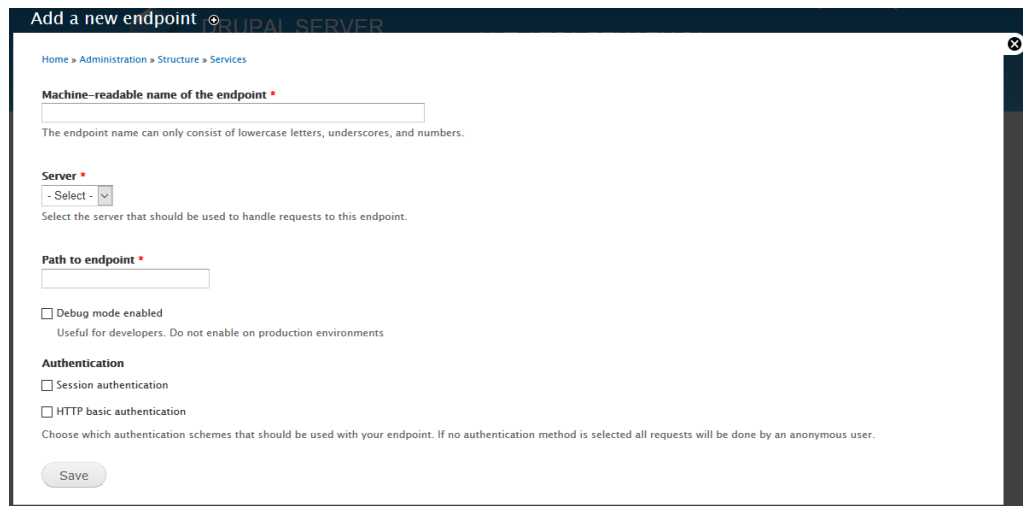 Add a new endpoint
DRUPAL SERVER
Home » Administration » Structure » Services
Machine-readable name of the endpoint *
The endpoint name can only consist of lowercase letters, underscores, and numbers.
Server *
- Select -
Select the server that should be used to handle requests to this endpoint.
Path to endpoint *
Debug mode enabled
Useful for developers. Do not enable on production environments
Authentication
Session authentication
HTTP basic authentication
Choose which authentication schemes that should be used with your endpoint. If no authentication method is selected all requests will be done by an anonymous user.
Save